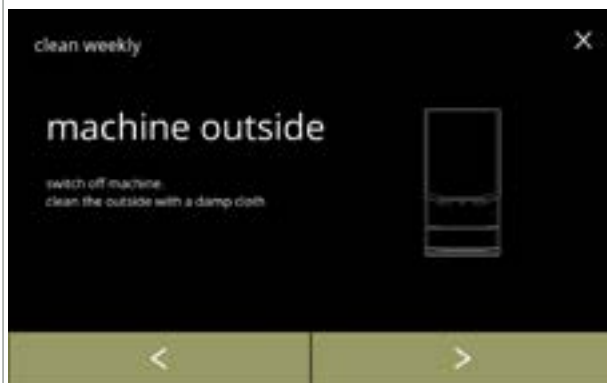 clean weekly
machine outside
switch off machine.
clean the outside with a damp cloth